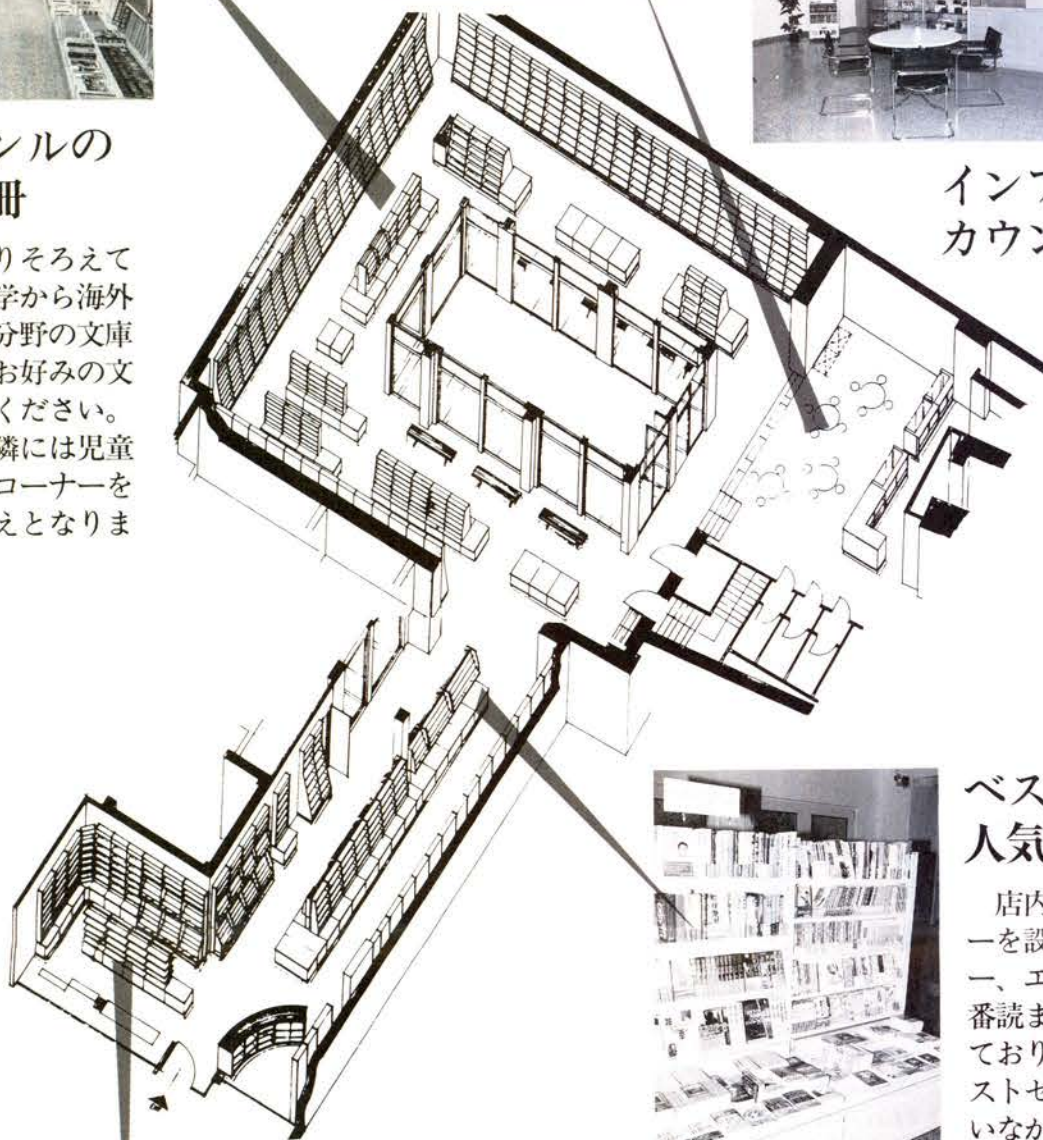 ンルの
冊
りそろえて
学から海外
分野の文庫
お好みの文
ください。
隣には児童
コーナーを
えとなりま
インフ
カウン
ベス
人気
店内
ーを設
ー、エ
番読ま
ており
ストセ
いなが